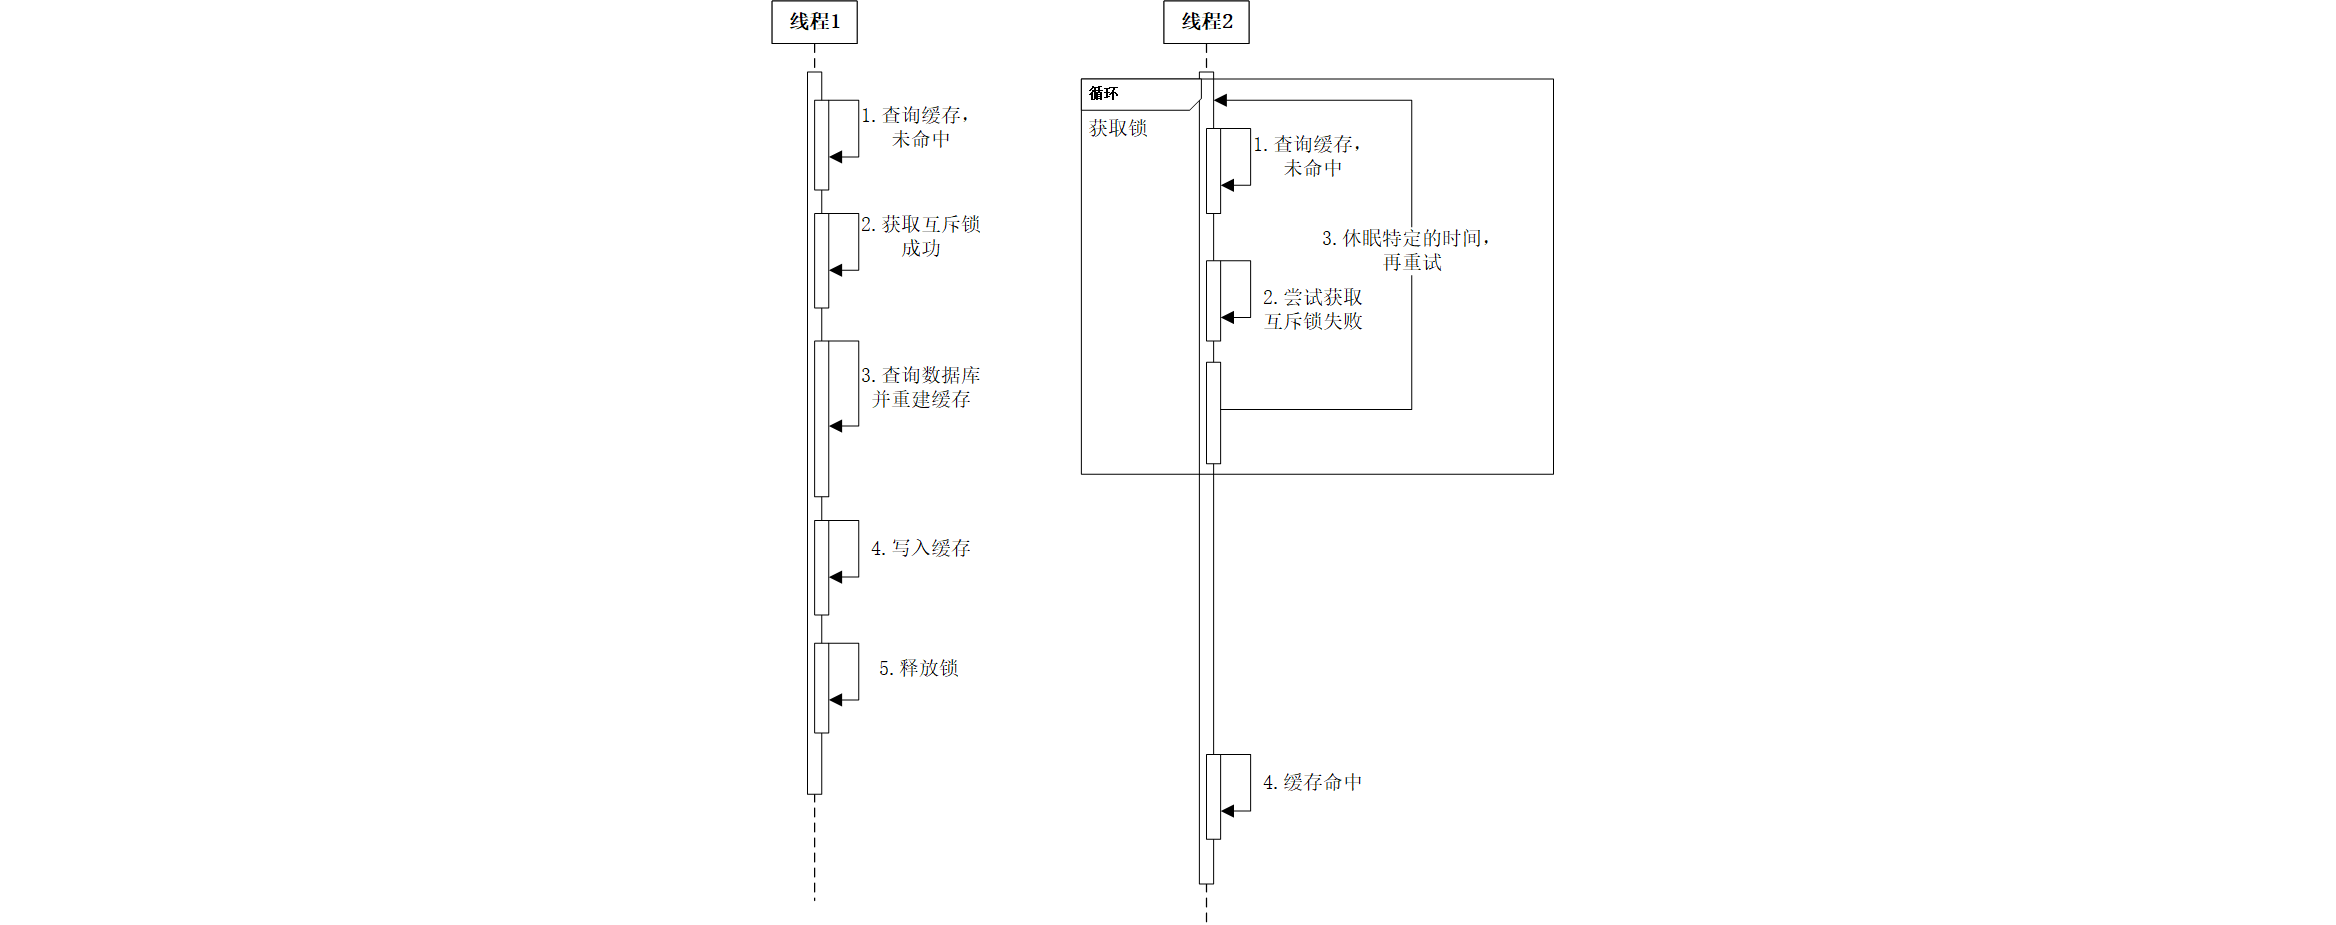 线程1
1.查询缓存，
未命中
2.获取互斥锁
成功
3.查询数据库
并重建缓存
4.写入缓存
5.释放锁
线程2
循环
获取锁
1.查询缓存，
未命中
3.休眠特定的时间，
再重试
2.尝试获取
互斥锁失败
4.缓存命中